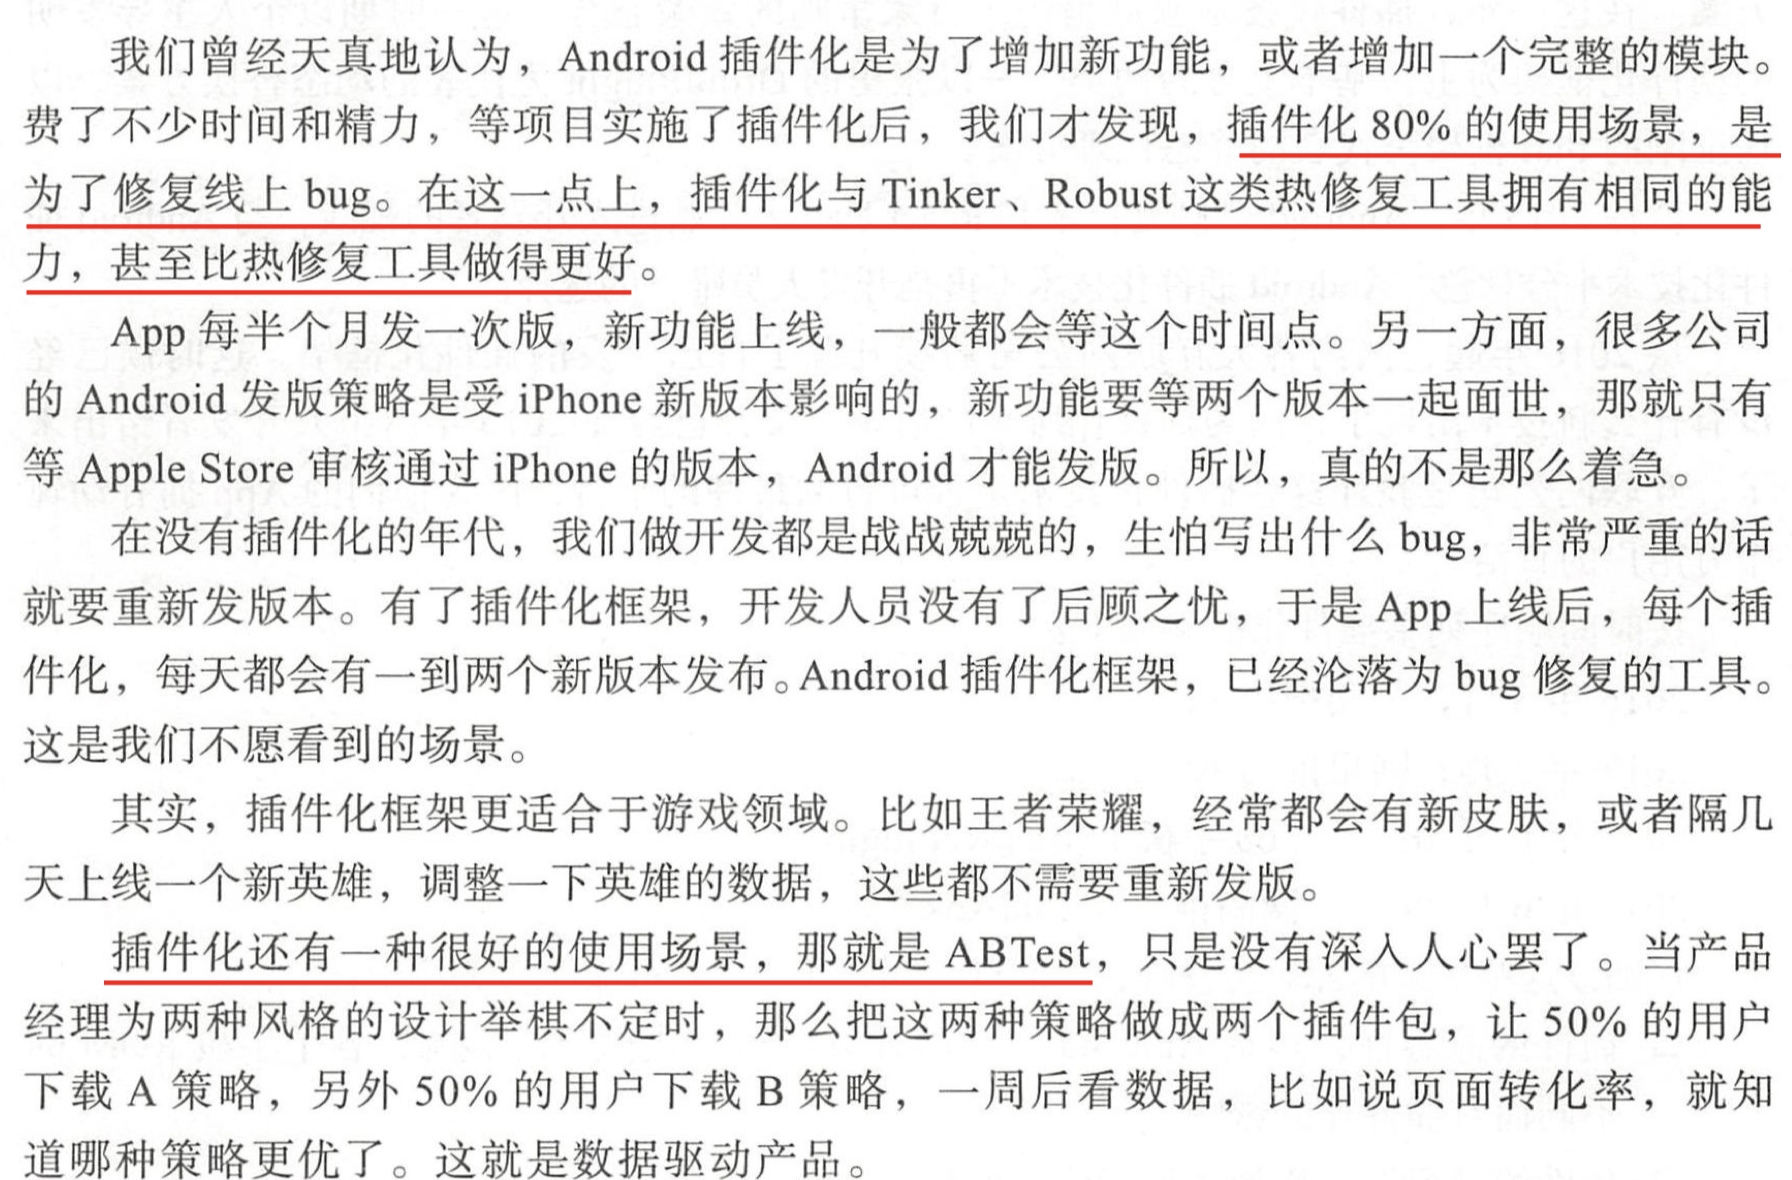 我们曾经天真地认为，Android 插件化是为了增加新功能，或者增加一个完整的模块。
费了不少时间和精力，等项目实施了插件化后，我们才发现，插件化 80% 的使用场景，是
为了修复线上 bug。在这一点上，插件化与 Tinker、Robust 这类热修复工具拥有相同的能
力，甚至比热修复工具做得更好。
App 每半个月发一次版，新功能上线，一般都会等这个时间点。另一方面，很多公司
的 Android 发版策略是受 iPhone 新版本影响的，新功能要等两个版本一起面世，那就只有
等 Apple Store 审核通过 iPhone 的版本，Android 才能发版。所以，真的不是那么着急。
在没有插件化的年代，我们做开发都是战战兢兢的，生怕写出什么 bug，非常严重的话
就要重新发版本。有了插件化框架，开发人员没有了后顾之忧，于是 App 上线后，每个插
件化，每天都会有一到两个新版本发布。Android 插件化框架，已经沦落为 bug 修复的工具。
这是我们不愿看到的场景。
其实，插件化框架更适合于游戏领域。比如王者荣耀，经常都会有新皮肤，或者隔几
天上线一个新英雄，调整一下英雄的数据，这些都不需要重新发版。
插件化还有一种很好的使用场景，那就是 ABTest，只是没有深入人心罢了。当产品
经理为两种风格的设计举棋不定时，那么把这两种策略做成两个插件包，让 50% 的用户
下载 A 策略，另外 50% 的用户下载 B 策略，一周后看数据，比如说页面转化率，就知
道哪种策略更优了。这就是数据驱动产品。